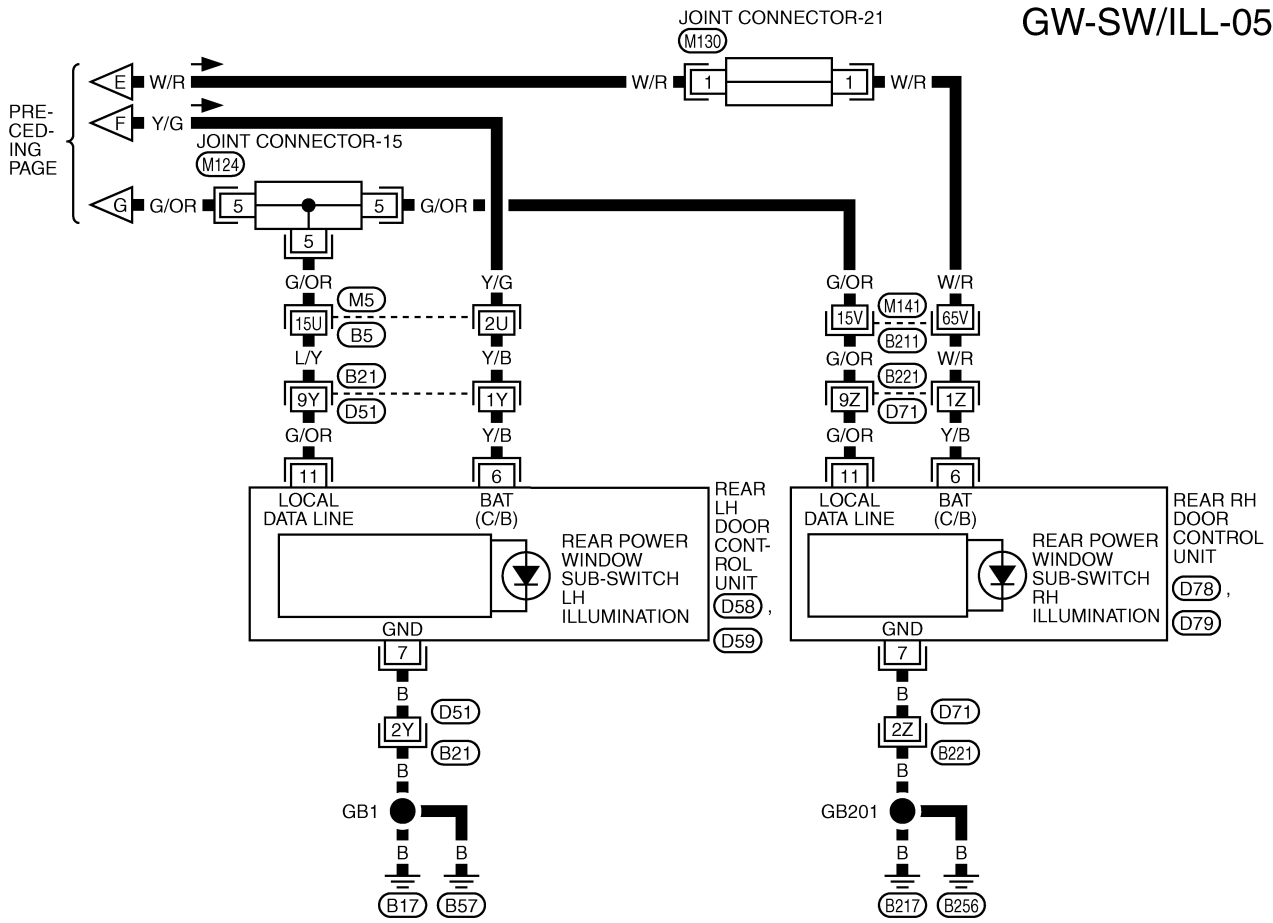 GW-SW/ILL-05
JOINT CONNECTOR-21
M130
E W/R W/R 1 1 W/R
PRE-
CED-
ING
PAGE
F Y/G
JOINT CONNECTOR-15
M124
G G/OR 5 5 G/OR
5
G/OR Y/G G/OR W/R
M5 M141
15U 2U 15V 65V
B5 B211
L/Y Y/B G/OR W/R
B21 B221
9Y 1Y 9Z 1Z
D51 D71
G/OR Y/B G/OR Y/B
11 6 11 6
LOCAL
DATA LINE
BAT
(C/B)
REAR
LH
DOOR
CONT-
ROL
UNIT
D58 ,
D59
REAR POWER
WINDOW
SUB-SWITCH
LH
ILLUMINATION
GND
LOCAL
DATA LINE
BAT
(C/B)
REAR RH
DOOR
CONTROL
UNIT
D78 ,
D79
REAR POWER
WINDOW
SUB-SWITCH
RH
ILLUMINATION
GND
7 7
B B
D51 D71
2Y 2Z
B21 B221
B B
GB1 GB201
B B B B
B17 B57 B217 B256